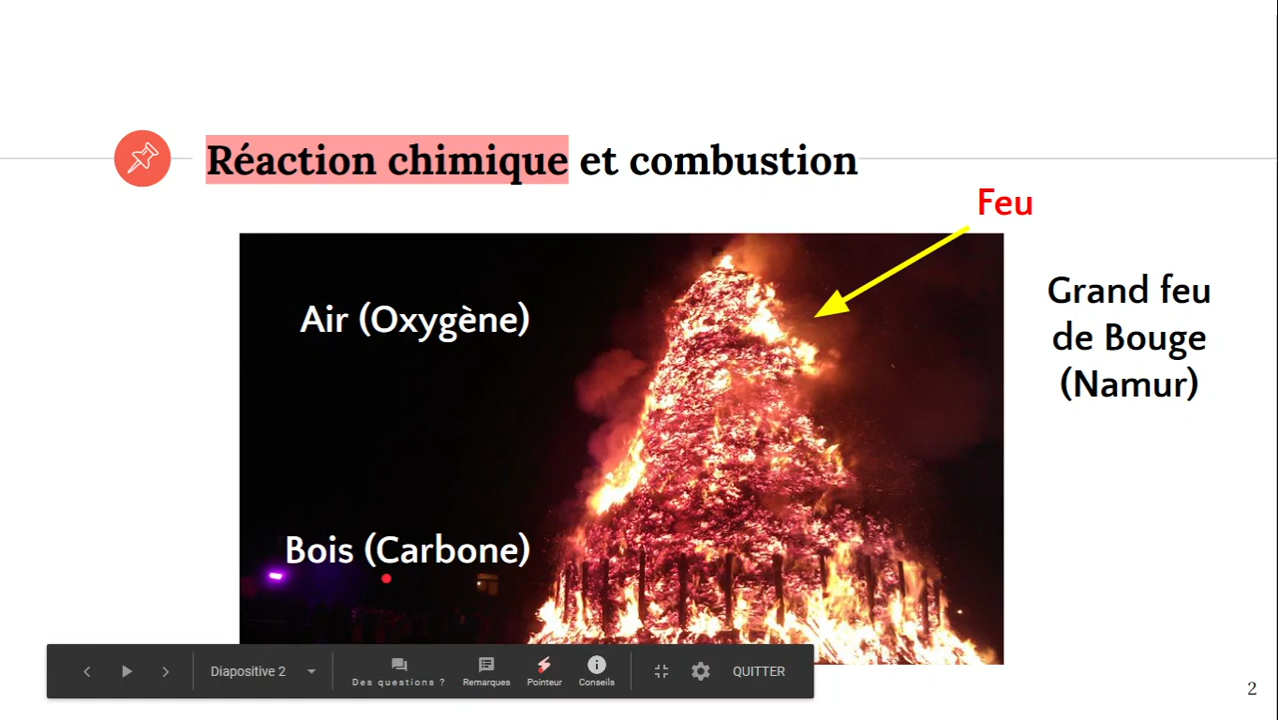 Réaction chimique et combustion
Feu
Air (Oxygène)
Grand feu
de Bouge
(Namur)
Bois (Carbone)
Diapositive 2
Des questions ?
Remarques
Pointeur
Conseils
QUITTER
2